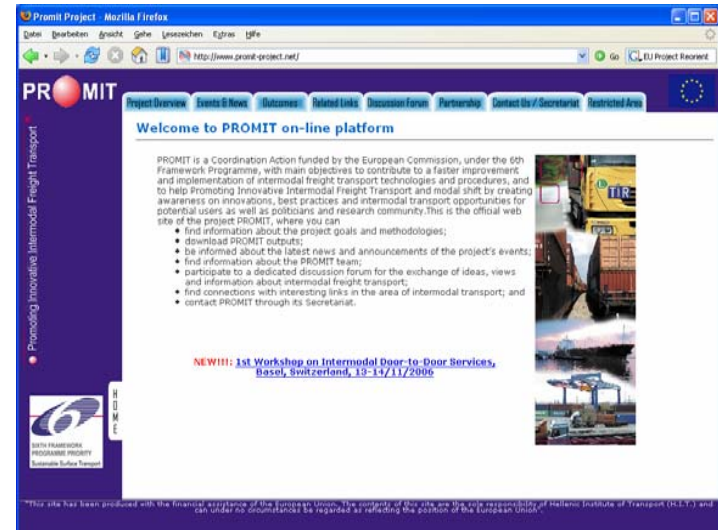 Promit Project - Mozilla Firefox
Datei Bearbeiten Ansicht Gehe Lesezeichen Extras Hilfe
http://www.promit-project.net/ Go EU Project Reorient
PROMIT
Project Overview Events & News Outcomes Related Links Discussion Forum Partnership Contact Us / Secretariat Restricted Area
Welcome to PROMIT on-line platform
PROMIT is a Coordination Action funded by the European Commission, under the 6th
Framework Programme, with main objectives to contribute to a faster improvement
and implementation of intermodal freight transport technologies and procedures, and
to help Promoting Innovative Intermodal Freight Transport and modal shift by creating
awareness on innovations, best practices and intermodal transport opportunities for
potential users as well as politicians and research community.This is the official web
site of the project PROMIT, where you can
• find information about the project goals and methodologies;
• download PROMIT outputs;
• be informed about the latest news and announcements of the project's events;
• find information about the PROMIT team;
• participate to a dedicated discussion forum for the exchange of ideas, views
and information about intermodal freight transport;
• find connections with interesting links in the area of intermodal transport; and
• contact PROMIT through its Secretariat.
NEW!!!: 1st Workshop on Intermodal Door-to-Door Services,
Basel, Switzerland, 13-14/11/2006
Promoting Innovative Intermodal Freight Transport
TIR
HOME
6
SIXTH FRAMEWORK
PROGRAMME PRIORITY
Sustainable Surface Transport
"This site has been produced with the financial assistance of the European Union. The contents of this site are the sole responsibility of Hellenic Institute of Transport (H.I.T.) and
can under no circumstances be regarded as reflecting the position of the European Union".